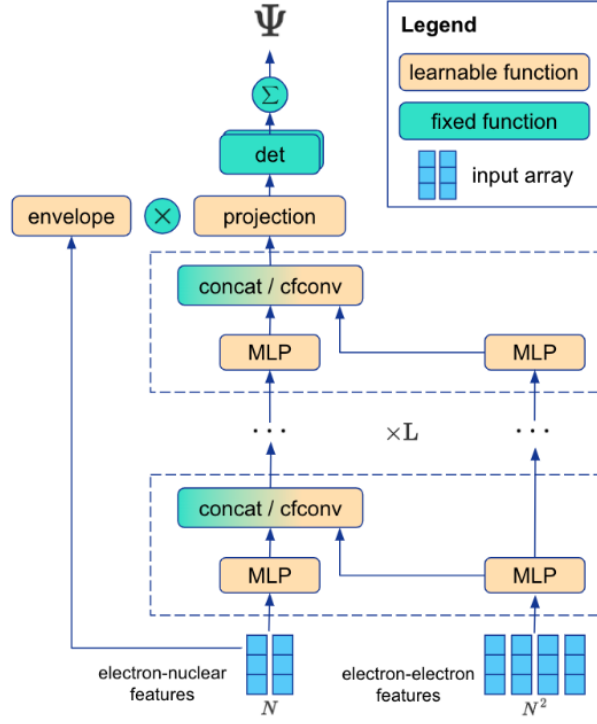 Ψ
Legend
learnable function
fixed function
input array
Σ
det
envelope
×
projection
concat / cfconv
MLP
MLP
···
×L
···
concat / cfconv
MLP
MLP
electron-nuclear
features
N
electron-electron
features
N²